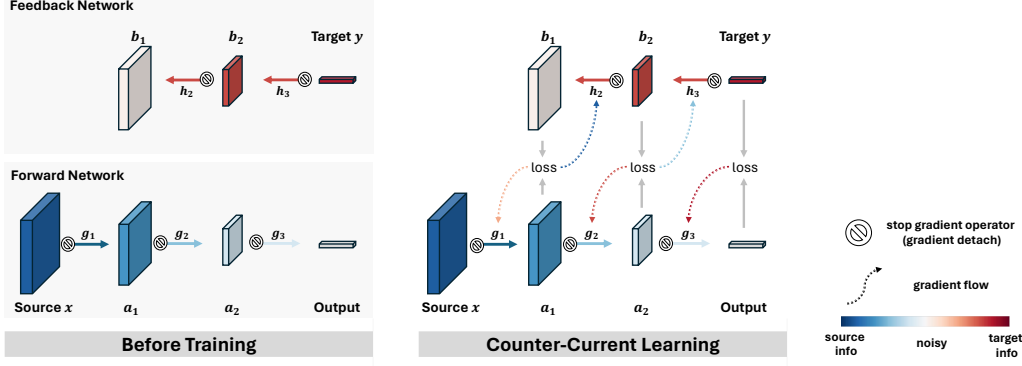 Feedback Network
b1
b2
Target y
h2
h3
Forward Network
g1
g2
g3
Source x
a1
a2
Output
Before Training
b1
b2
Target y
h2
h3
loss
loss
loss
g1
g2
g3
Source x
a1
a2
Output
Counter-Current Learning
stop gradient operator
(gradient detach)
gradient flow
source
info
noisy
target
info